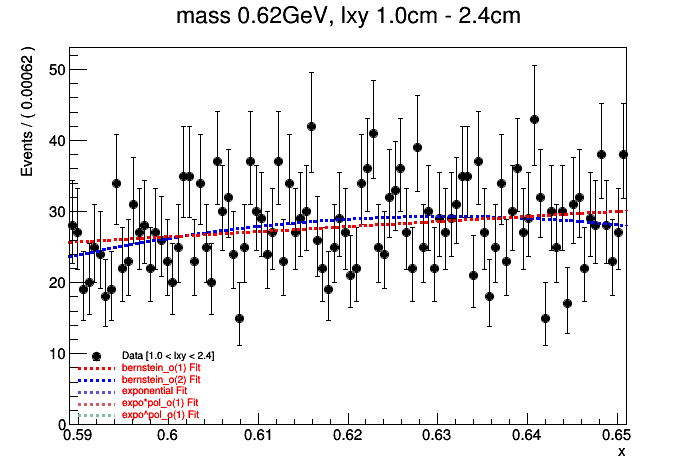 mass 0.62GeV, lxy 1.0cm - 2.4cm
Events / ( 0.00062 )
50
40
30
20
10
0
Data [1.0 < lxy < 2.4]
bernstein_o(1) Fit
bernstein_o(2) Fit
exponential Fit
expo*pol_o(1) Fit
expo^pol_o(1) Fit
0.59 0.6 0.61 0.62 0.63 0.64 0.65
x